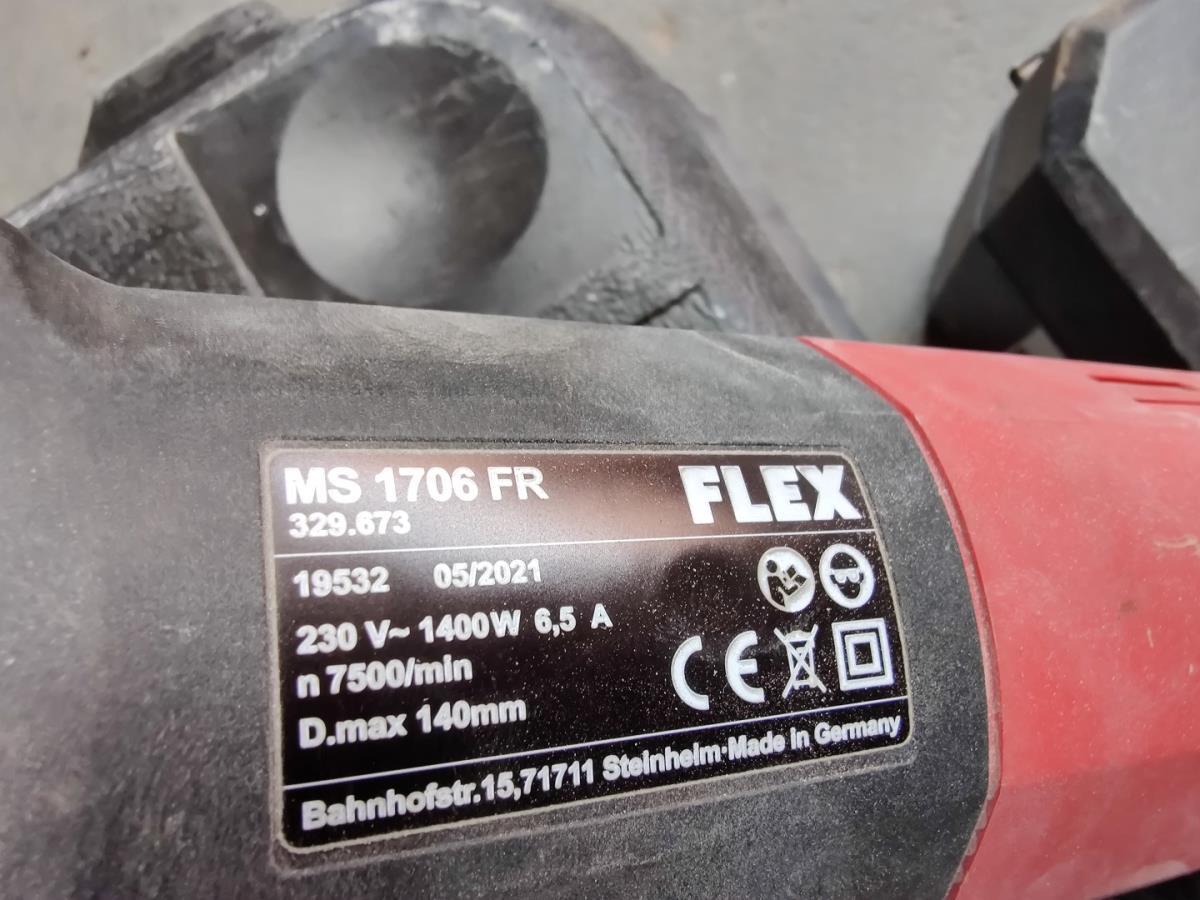 MS 1706 FR FLEX
329.673
19532 05/2021
230 V~ 1400W 6,5 A
n 7500/min
D.max 140mm
CE
Bahnhofstr.15,71711 Steinheim·Made in Germany